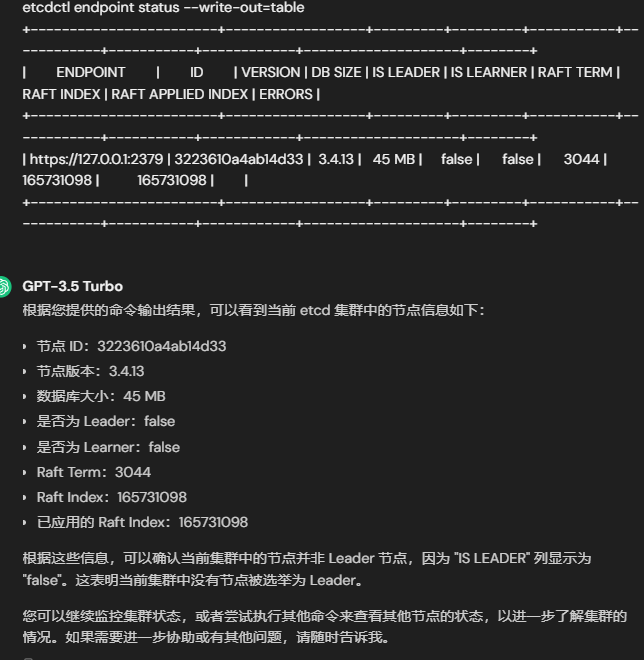 etcdctl endpoint status --write-out=table
+------------------------+------------------+---------+---------+-----------+--
----------+-----------+------------+--------------------+--------+
| ENDPOINT | ID | VERSION | DB SIZE | IS LEADER | IS LEARNER | RAFT TERM |
RAFT INDEX | RAFT APPLIED INDEX | ERRORS |
+------------------------+------------------+---------+---------+-----------+--
----------+-----------+------------+--------------------+--------+
| https://127.0.0.1:2379 | 3223610a4ab14d33 | 3.4.13 | 45 MB | false | false | 3044 |
165731098 | 165731098 | |
+------------------------+------------------+---------+---------+-----------+--
----------+-----------+------------+--------------------+--------+
GPT-3.5 Turbo
根据您提供的命令输出结果，可以看到当前 etcd 集群中的节点信息如下：
• 节点 ID：3223610a4ab14d33
• 节点版本：3.4.13
• 数据库大小：45 MB
• 是否为 Leader：false
• 是否为 Learner：false
• Raft Term：3044
• Raft Index：165731098
• 已应用的 Raft Index：165731098
根据这些信息，可以确认当前集群中的节点并非 Leader 节点，因为 "IS LEADER" 列显示为
"false"。这表明当前集群中没有节点被选举为 Leader。
您可以继续监控集群状态，或者尝试执行其他命令来查看其他节点的状态，以进一步了解集群的
情况。如果需要进一步协助或有其他问题，请随时告诉我。